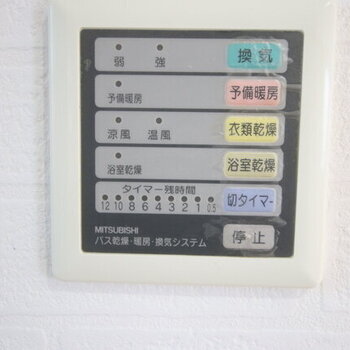 弱 強 換気
予備暖房 予備暖房
涼風 温風 衣類乾燥
浴室乾燥 浴室乾燥
タイマー残時間
12 10 8 6 4 3 2 1 0.5 切タイマー
MITSUBISHI 停止
バス乾燥・暖房・換気システム